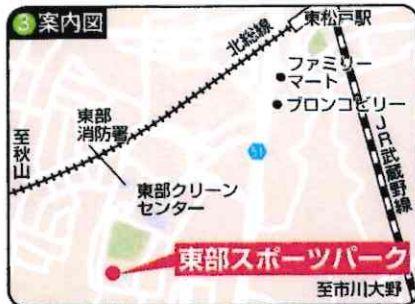 3 案内図
東松戸駅
北総線
ファミリー
マート
ブロンコビリー
JR武蔵野線
51
東部
消防署
至秋山
東部クリーン
センター
東部スポーツパーク
至市川大野